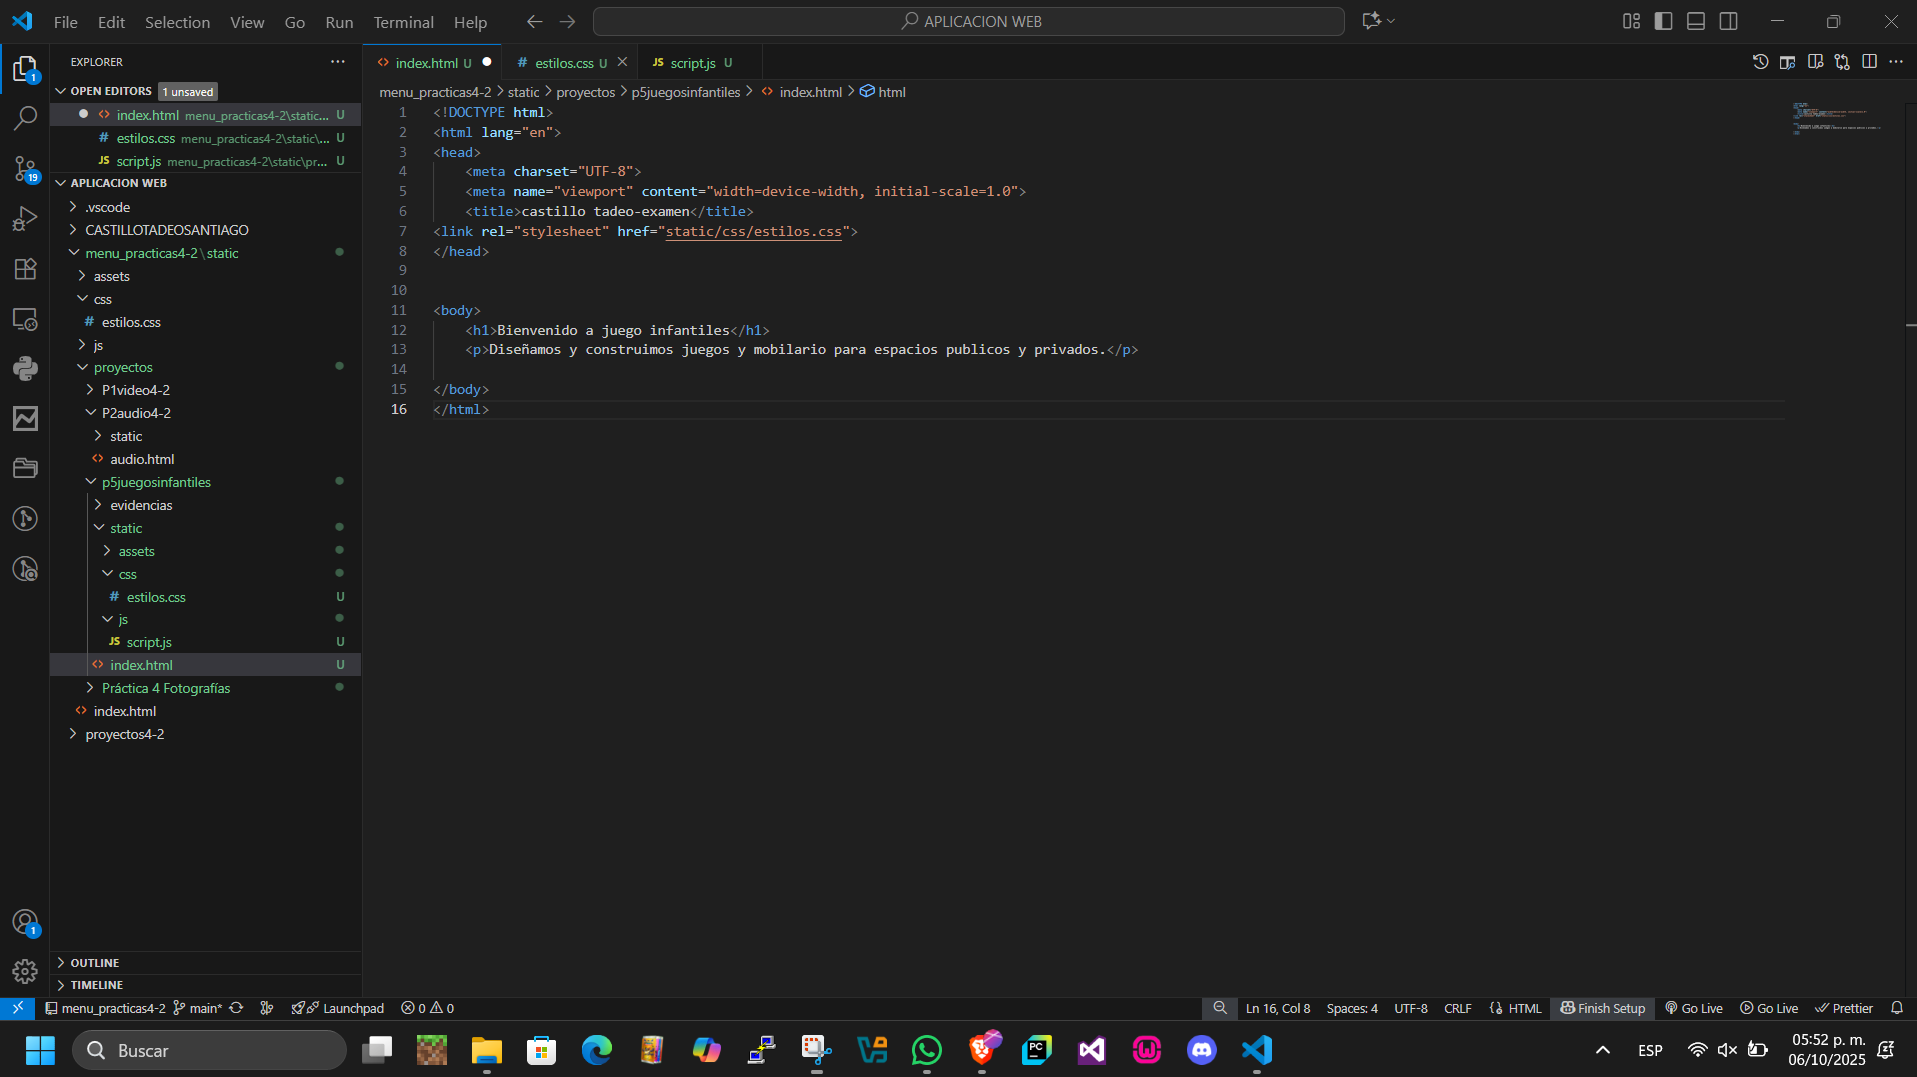 File Edit Selection View Go Run Terminal Help
APLICACION WEB
EXPLORER
OPEN EDITORS 1 unsaved
index.html menu_practicas4-2\static... U
estilos.css menu_practicas4-2\static\... U
script.js menu_practicas4-2\static\pr... U
APLICACION WEB
.vscode
CASTILLOTADEOSANTIAGO
menu_practicas4-2\static
assets
css
estilos.css
js
proyectos
P1video4-2
P2audio4-2
static
audio.html
p5juegosinfantiles
evidencias
static
assets
css
estilos.css U
js
script.js U
index.html U
Práctica 4 Fotografías
index.html
proyectos4-2
OUTLINE
TIMELINE
index.html U
estilos.css U
script.js U
menu_practicas4-2 > static > proyectos > p5juegosinfantiles > index.html > html
1 <!DOCTYPE html>
2 <html lang="en">
3 <head>
4 <meta charset="UTF-8">
5 <meta name="viewport" content="width=device-width, initial-scale=1.0">
6 <title>castillo tadeo-examen</title>
7 <link rel="stylesheet" href="static/css/estilos.css">
8 </head>
9
10
11 <body>
12 <h1>Bienvenido a juego infantiles</h1>
13 <p>Diseñamos y construimos juegos y mobilario para espacios publicos y privados.</p>
14
15 </body>
16 </html>
1
19
1
menu_practicas4-2 main* Launchpad 0 0
Ln 16, Col 8 Spaces: 4 UTF-8 CRLF HTML Finish Setup Go Live Go Live Prettier
Buscar
PC
ESP
05:52 p. m.
06/10/2025